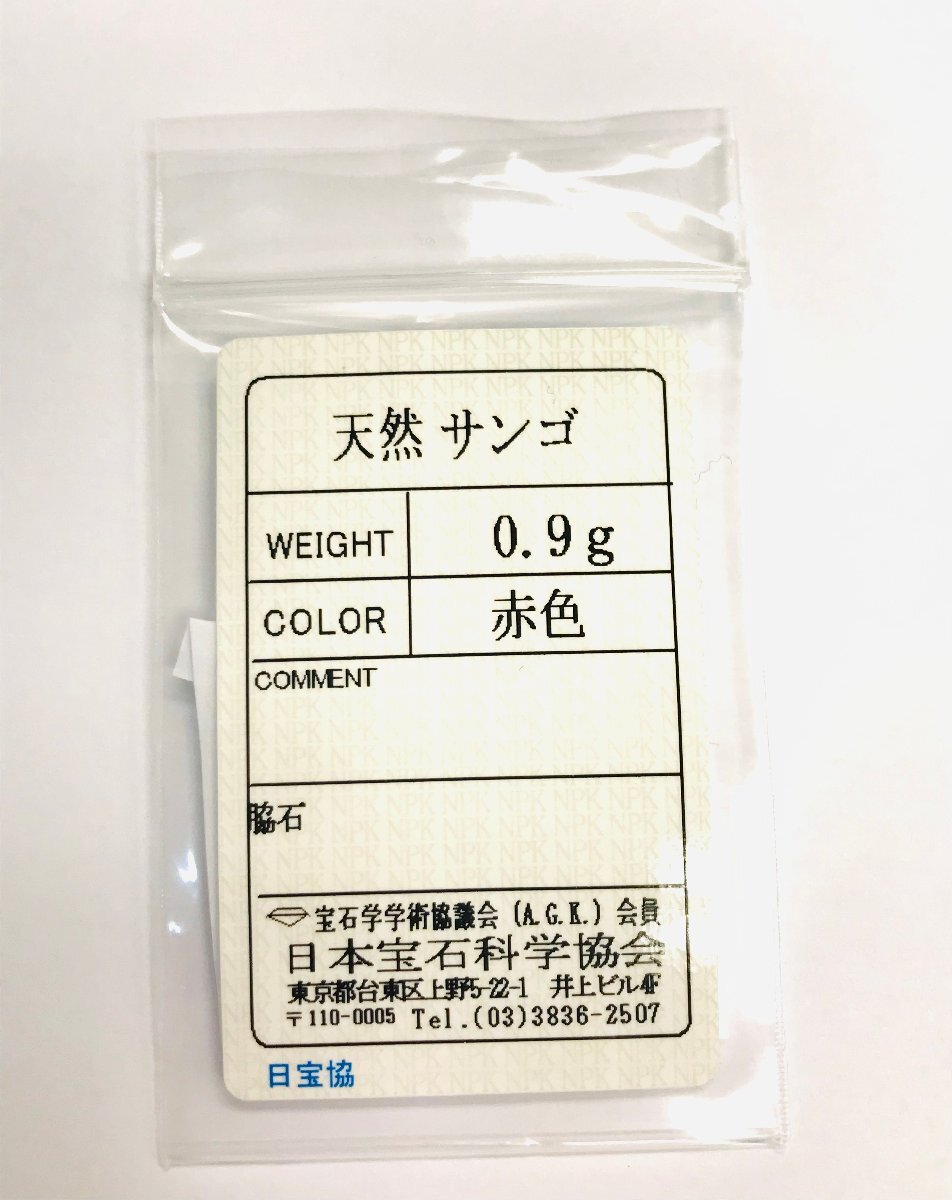 天然 サンゴ
WEIGHT 0.9g
COLOR 赤色
COMMENT
脇石
宝石学学術協議会 (A.G.K.) 会員
日本宝石科学協会
東京都台東区上野5-22-1 井上ビル4F
〒110-0005 Tel.(03)3836-2507
日宝協